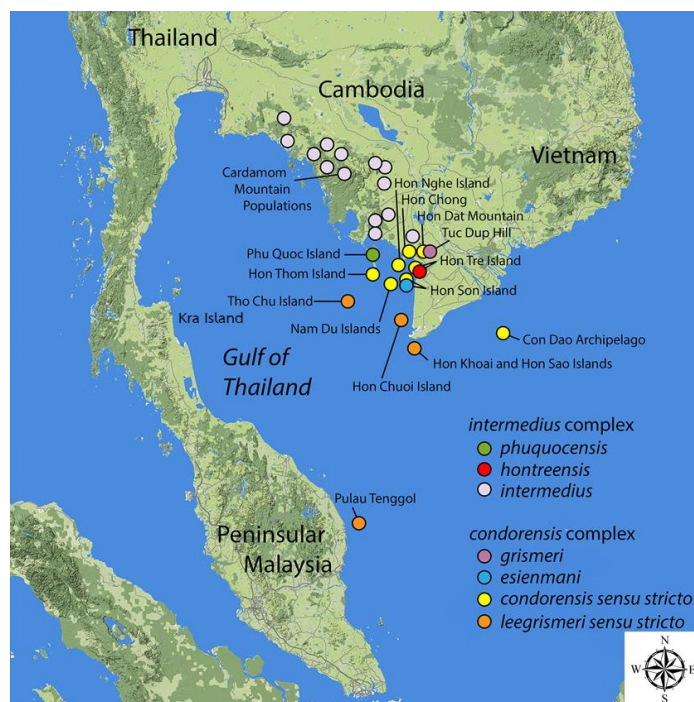 Thailand
Cambodia
Vietnam
Cardamom
Mountain
Populations
Hon Nghe Island
Hon Chong
Hon Dat Mountain
Tuc Dup Hill
Phu Quoc Island
Hon Tre Island
Hon Thom Island
Hon Son Island
Tho Chu Island
Kra Island
Nam Du Islands
Con Dao Archipelago
Gulf of
Thailand
Hon Khoai and Hon Sao Islands
Hon Chuoi Island
intermedius complex
phuquocensis
hontreensis
intermedius
Pulau Tenggol
Peninsular
Malaysia
condorensis complex
grismeri
esienmani
condorensis sensu stricto
leegrismeri sensu stricto
N
W E
S